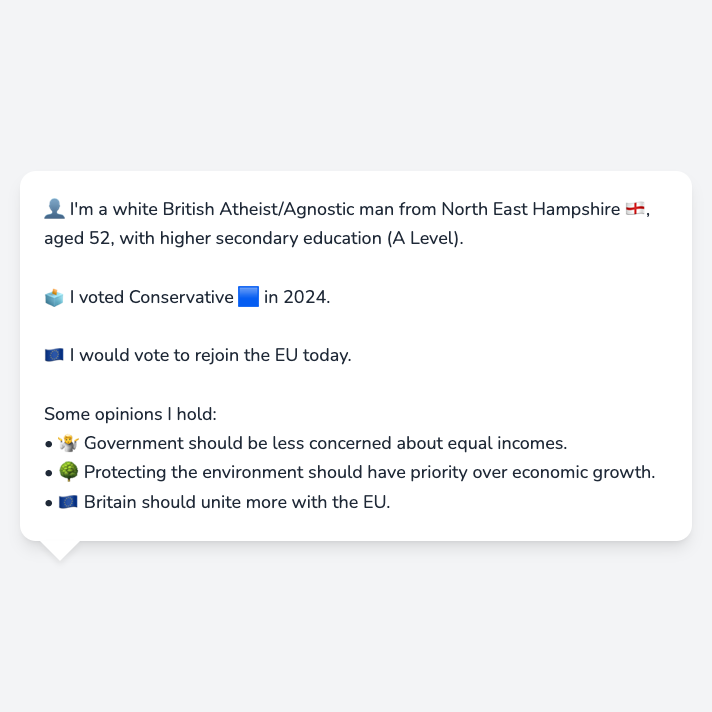 👤 I'm a white British Atheist/Agnostic man from North East Hampshire 🏴󠁧󠁢󠁥󠁮󠁧󠁿,
aged 52, with higher secondary education (A Level).
🗳️ I voted Conservative 🟦 in 2024.
🇪🇺 I would vote to rejoin the EU today.
Some opinions I hold:
• 🤷 Government should be less concerned about equal incomes.
• 🌳 Protecting the environment should have priority over economic growth.
• 🇪🇺 Britain should unite more with the EU.